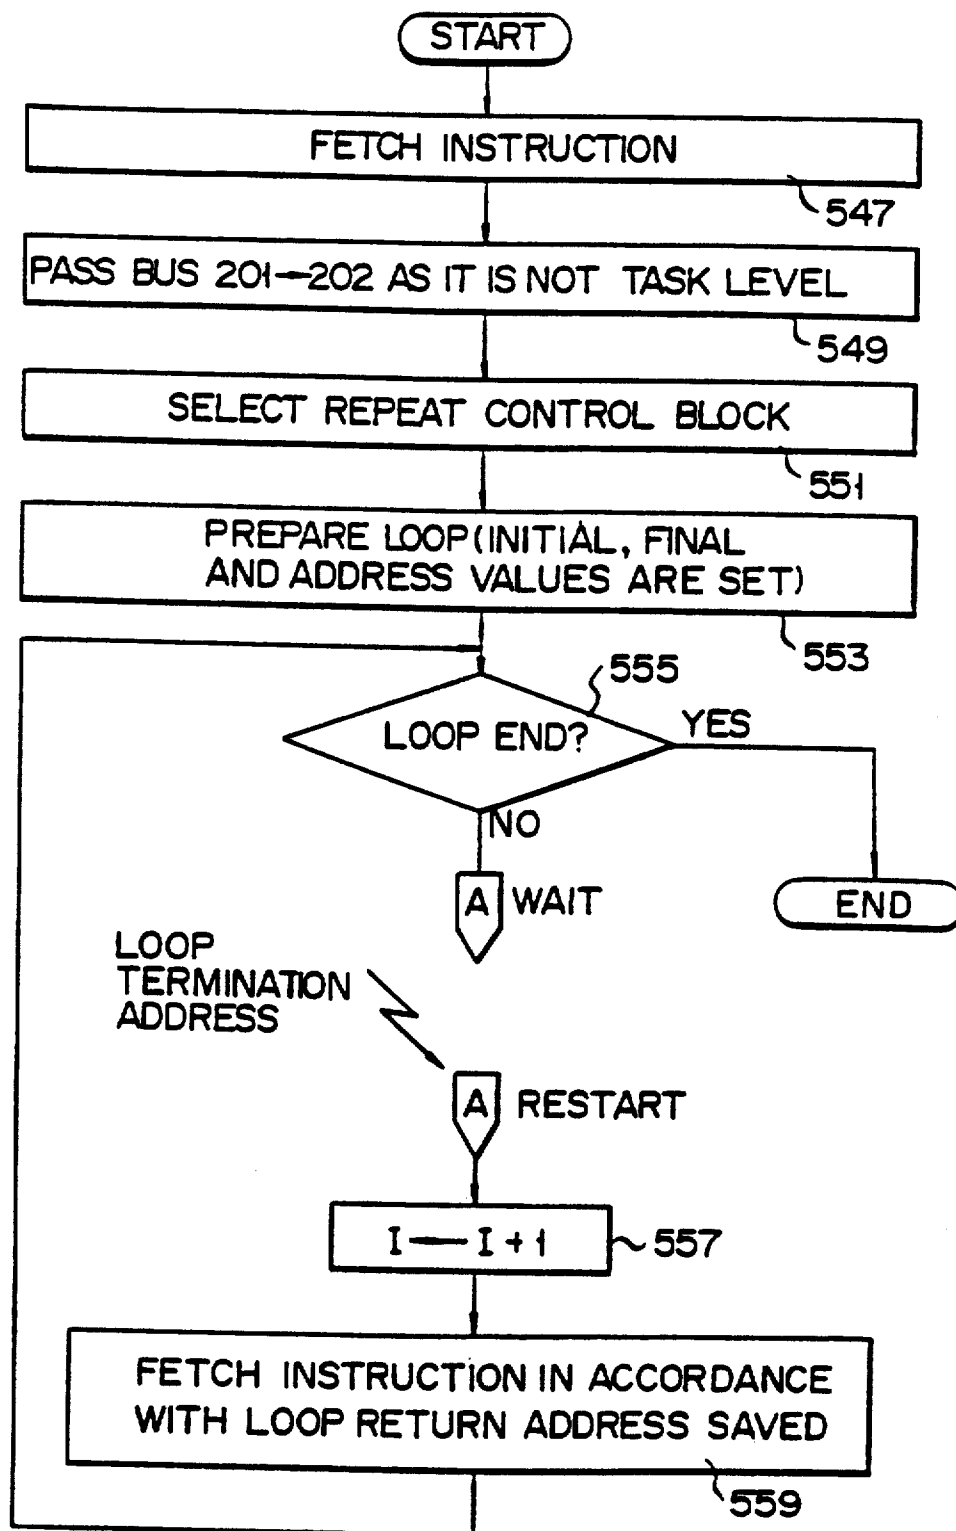 START
FETCH INSTRUCTION
547
PASS BUS 201←202 AS IT IS NOT TASK LEVEL
549
SELECT REPEAT CONTROL BLOCK
551
PREPARE LOOP(INITIAL, FINAL
AND ADDRESS VALUES ARE SET)
553
555
LOOP END?
YES
NO
A WAIT
END
LOOP
TERMINATION
ADDRESS
A RESTART
I ← I + 1
557
FETCH INSTRUCTION IN ACCORDANCE
WITH LOOP RETURN ADDRESS SAVED
559